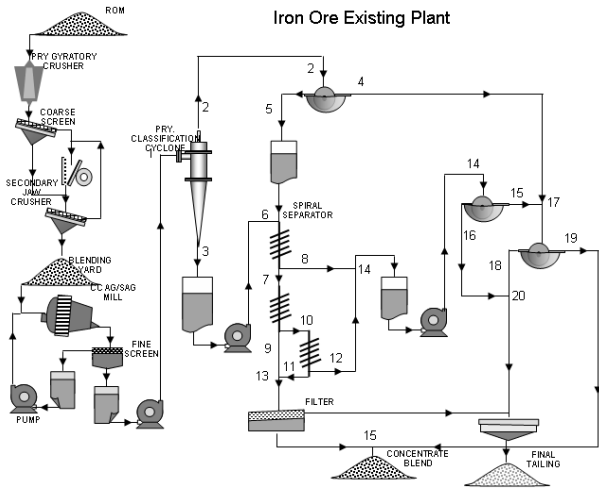 Iron Ore Existing Plant
ROM
PRY GYRATORY
CRUSHER
COARSE
SCREEN
SECONDARY
JAW
CRUSHER
BLENDING
YARD
CC AG/SAG
MILL
FINE
SCREEN
PUMP
PRY.
CLASSIFICATION
CYCLONE
1
2
2
3
4
5
6
SPIRAL
SEPARATOR
7
8
9
10
11
12
13
14
14
15
16
17
18
19
20
FILTER
15
CONCENTRATE
BLEND
FINAL
TAILING